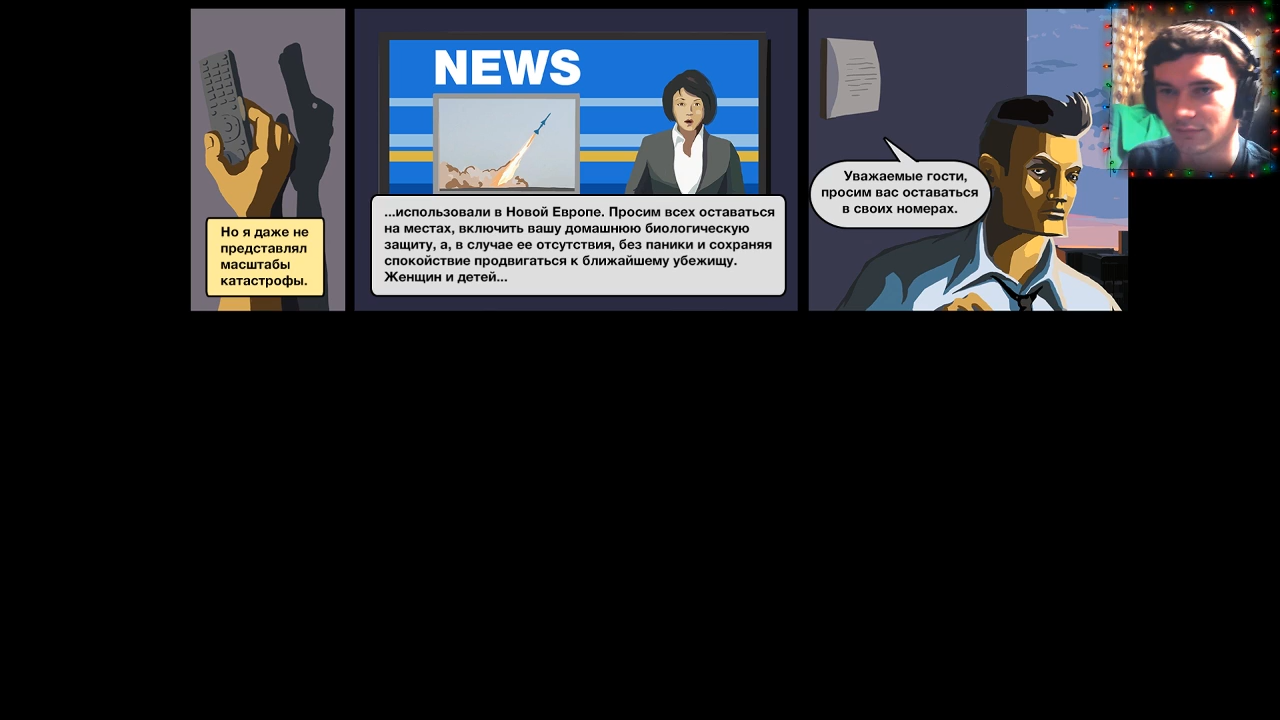 Но я даже не
представлял
масштабы
катастрофы.
NEWS
...использовали в Новой Европе. Просим всех оставаться
на местах, включить вашу домашнюю биологическую
защиту, а, в случае ее отсутствия, без паники и сохраняя
спокойствие продвигаться к ближайшему убежищу.
Женщин и детей...
Уважаемые гости,
просим вас оставаться
в своих номерах.